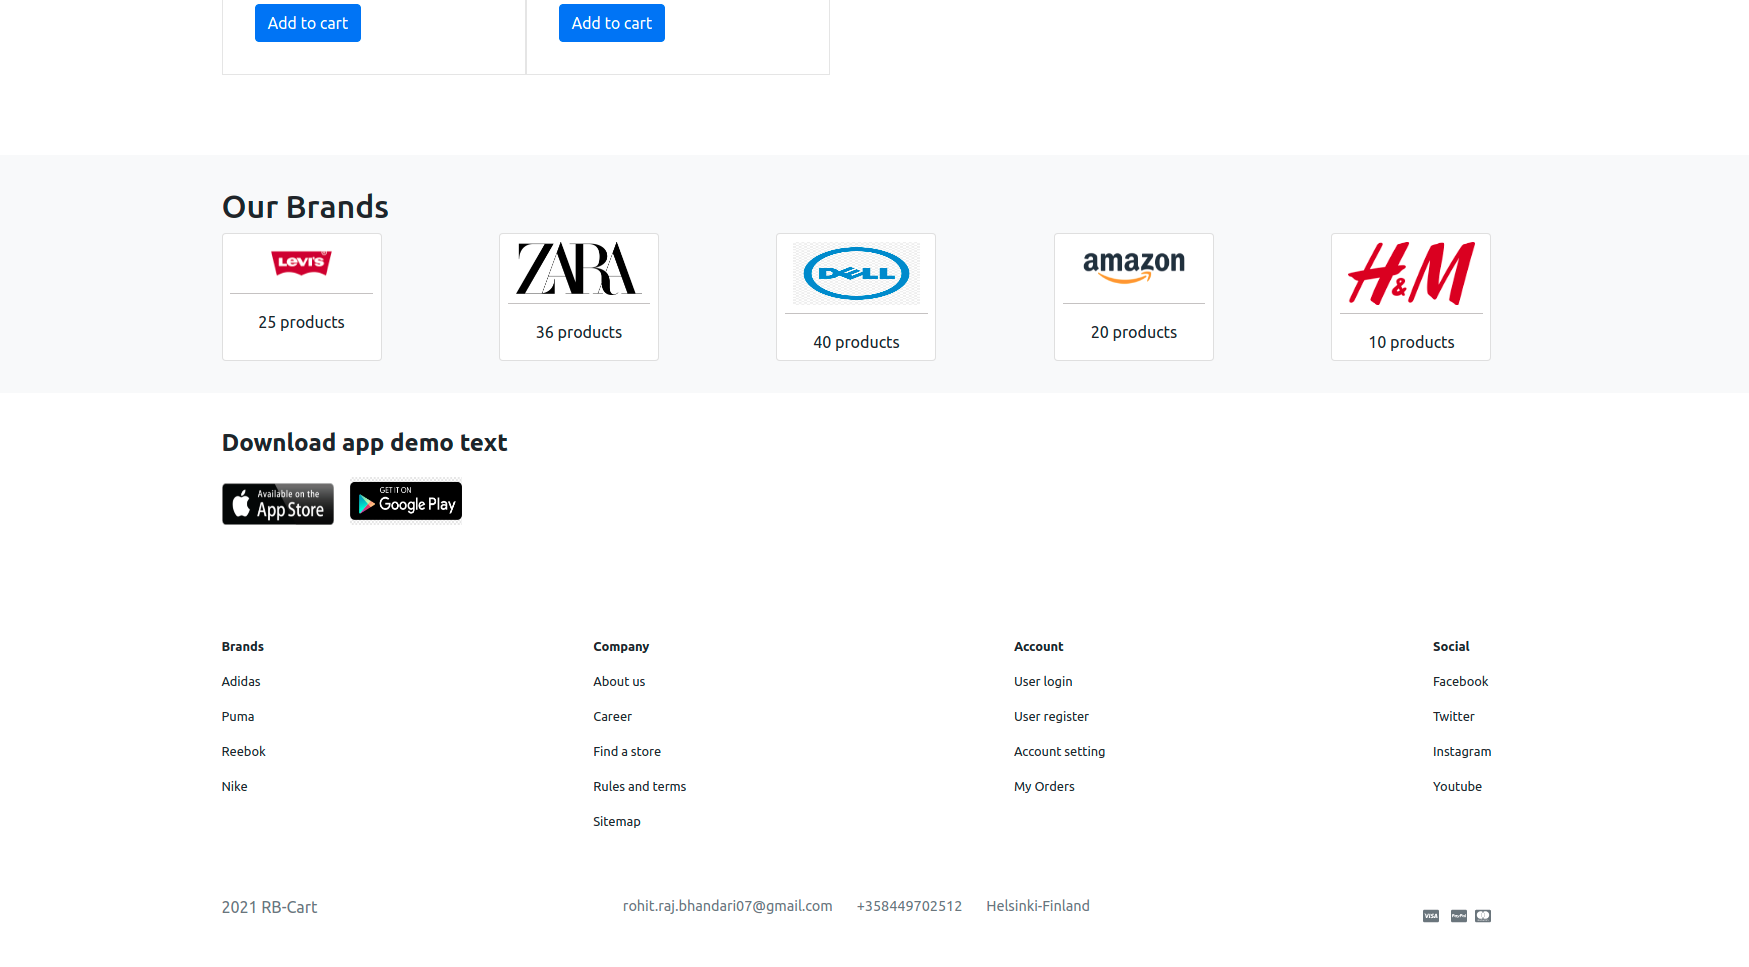 Add to cart Add to cart
Our Brands
LEVI'S ZARA DELL amazon H&M
25 products 36 products 40 products 20 products 10 products
Download app demo text
Available on the App Store GET IT ON Google Play
Brands Company Account Social
Adidas About us User login Facebook
Puma Career User register Twitter
Reebok Find a store Account setting Instagram
Nike Rules and terms My Orders Youtube
Sitemap
2021 RB-Cart rohit.raj.bhandari07@gmail.com +358449702512 Helsinki-Finland VISA PayPal